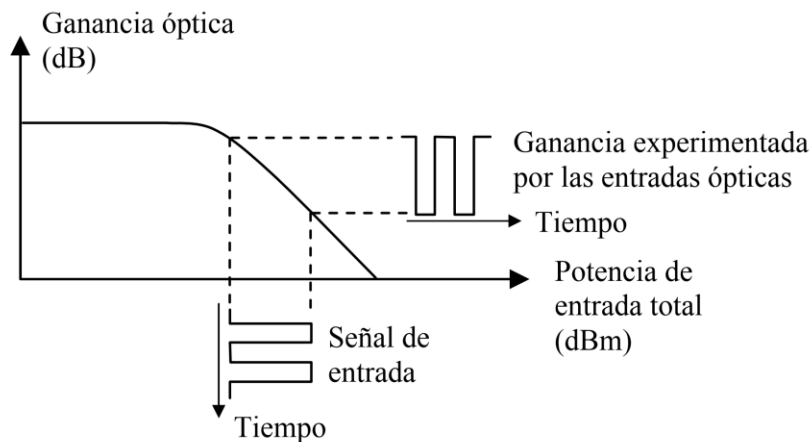 Ganancia óptica
(dB)
Ganancia experimentada
por las entradas ópticas
Tiempo
Potencia de
entrada total
(dBm)
Señal de
entrada
Tiempo